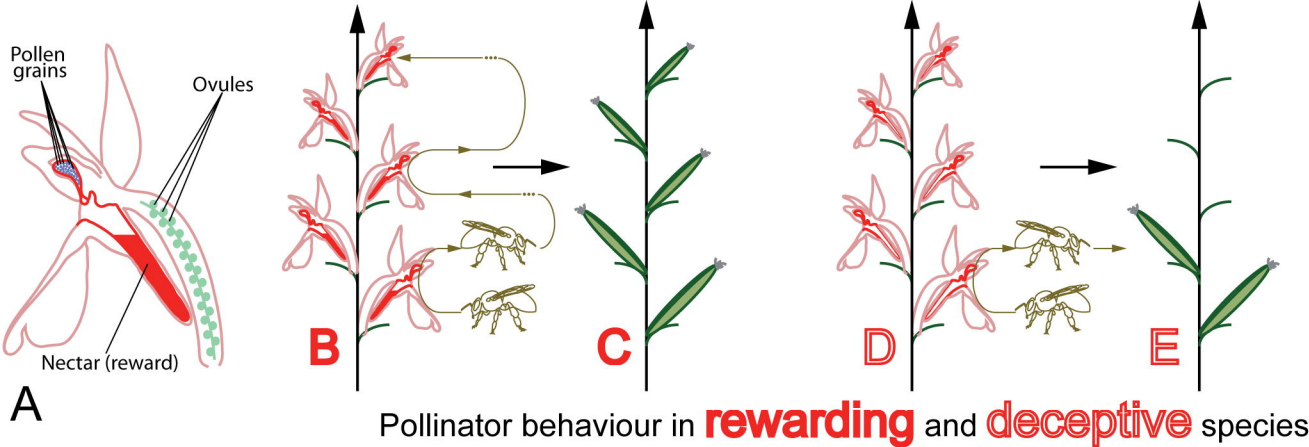 Pollen
grains
Ovules
Nectar (reward)
A
B
C
D
E
Pollinator behaviour in rewarding and deceptive species